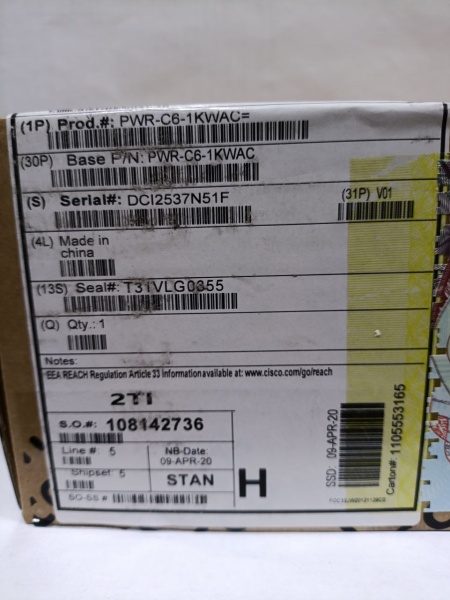 (1P) Prod.#: PWR-C6-1KWAC=
(30P) Base P/N: PWR-C6-1KWAC
(S) Serial#: DCI2537N51F
(31P) V01
(4L) Made in
china
(13S) Seal#: T31VLG0355
(Q) Qty.: 1
Notes:
EEA REACH Regulation Article 33 Information available at: www.cisco.com/go/reach
2TI
S.O.#: 108142736
Line #: 5
NB-Date:
09-APR-20
Shipset: 5
STAN
H
SO-SS #
SSD: 09-APR-20
Carton#: 1105553165